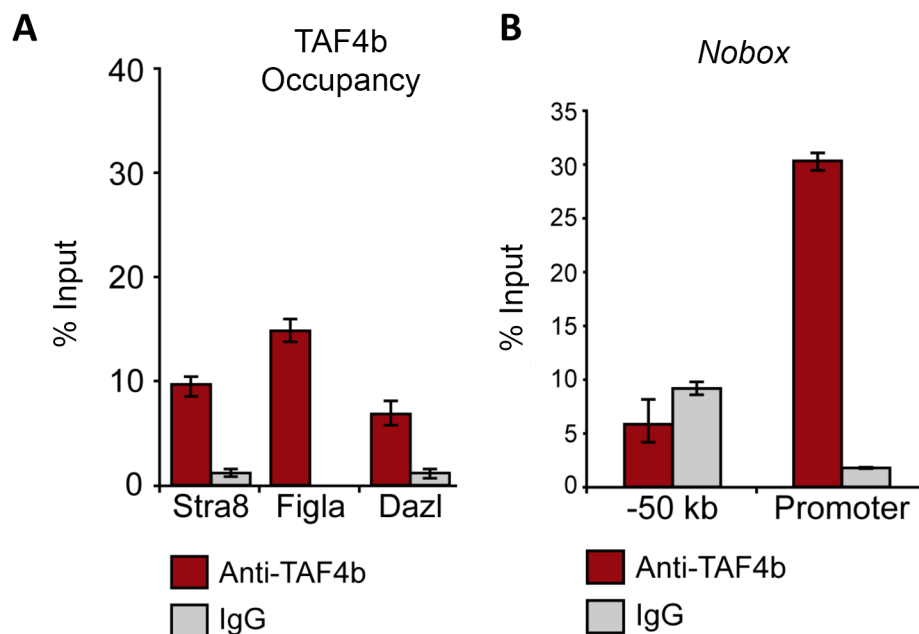 A
TAF4b
Occupancy
% Input
40
30
20
10
0
Stra8 Figla Dazl
Anti-TAF4b
IgG
B
Nobox
% Input
35
30
25
20
15
10
5
0
-50 kb Promoter
Anti-TAF4b
IgG